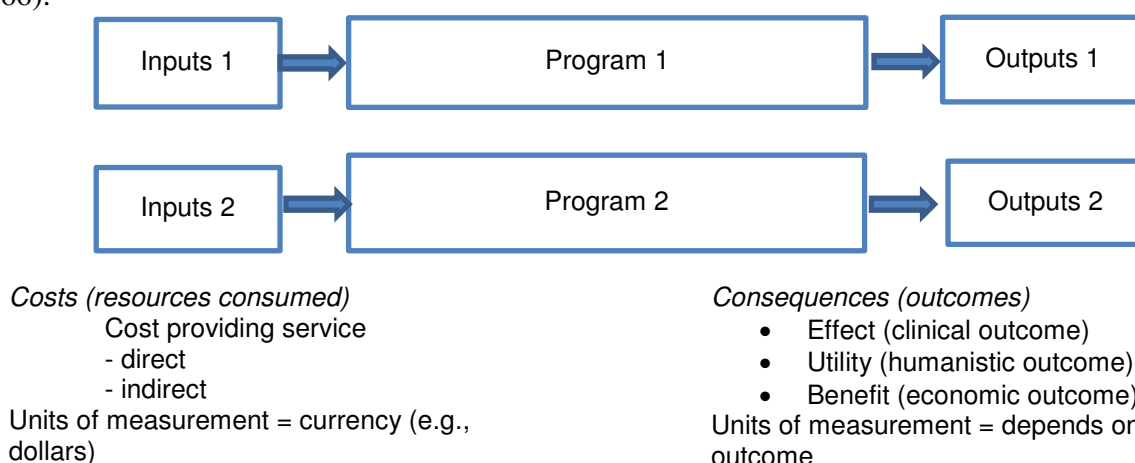 Inputs 1
Program 1
Outputs 1
Inputs 2
Program 2
Outputs 2
Costs (resources consumed)
Cost providing service
- direct
- indirect
Units of measurement = currency (e.g.,
dollars)
Consequences (outcomes)
• Effect (clinical outcome)
• Utility (humanistic outcome)
• Benefit (economic outcome)
Units of measurement = depends on
outcome